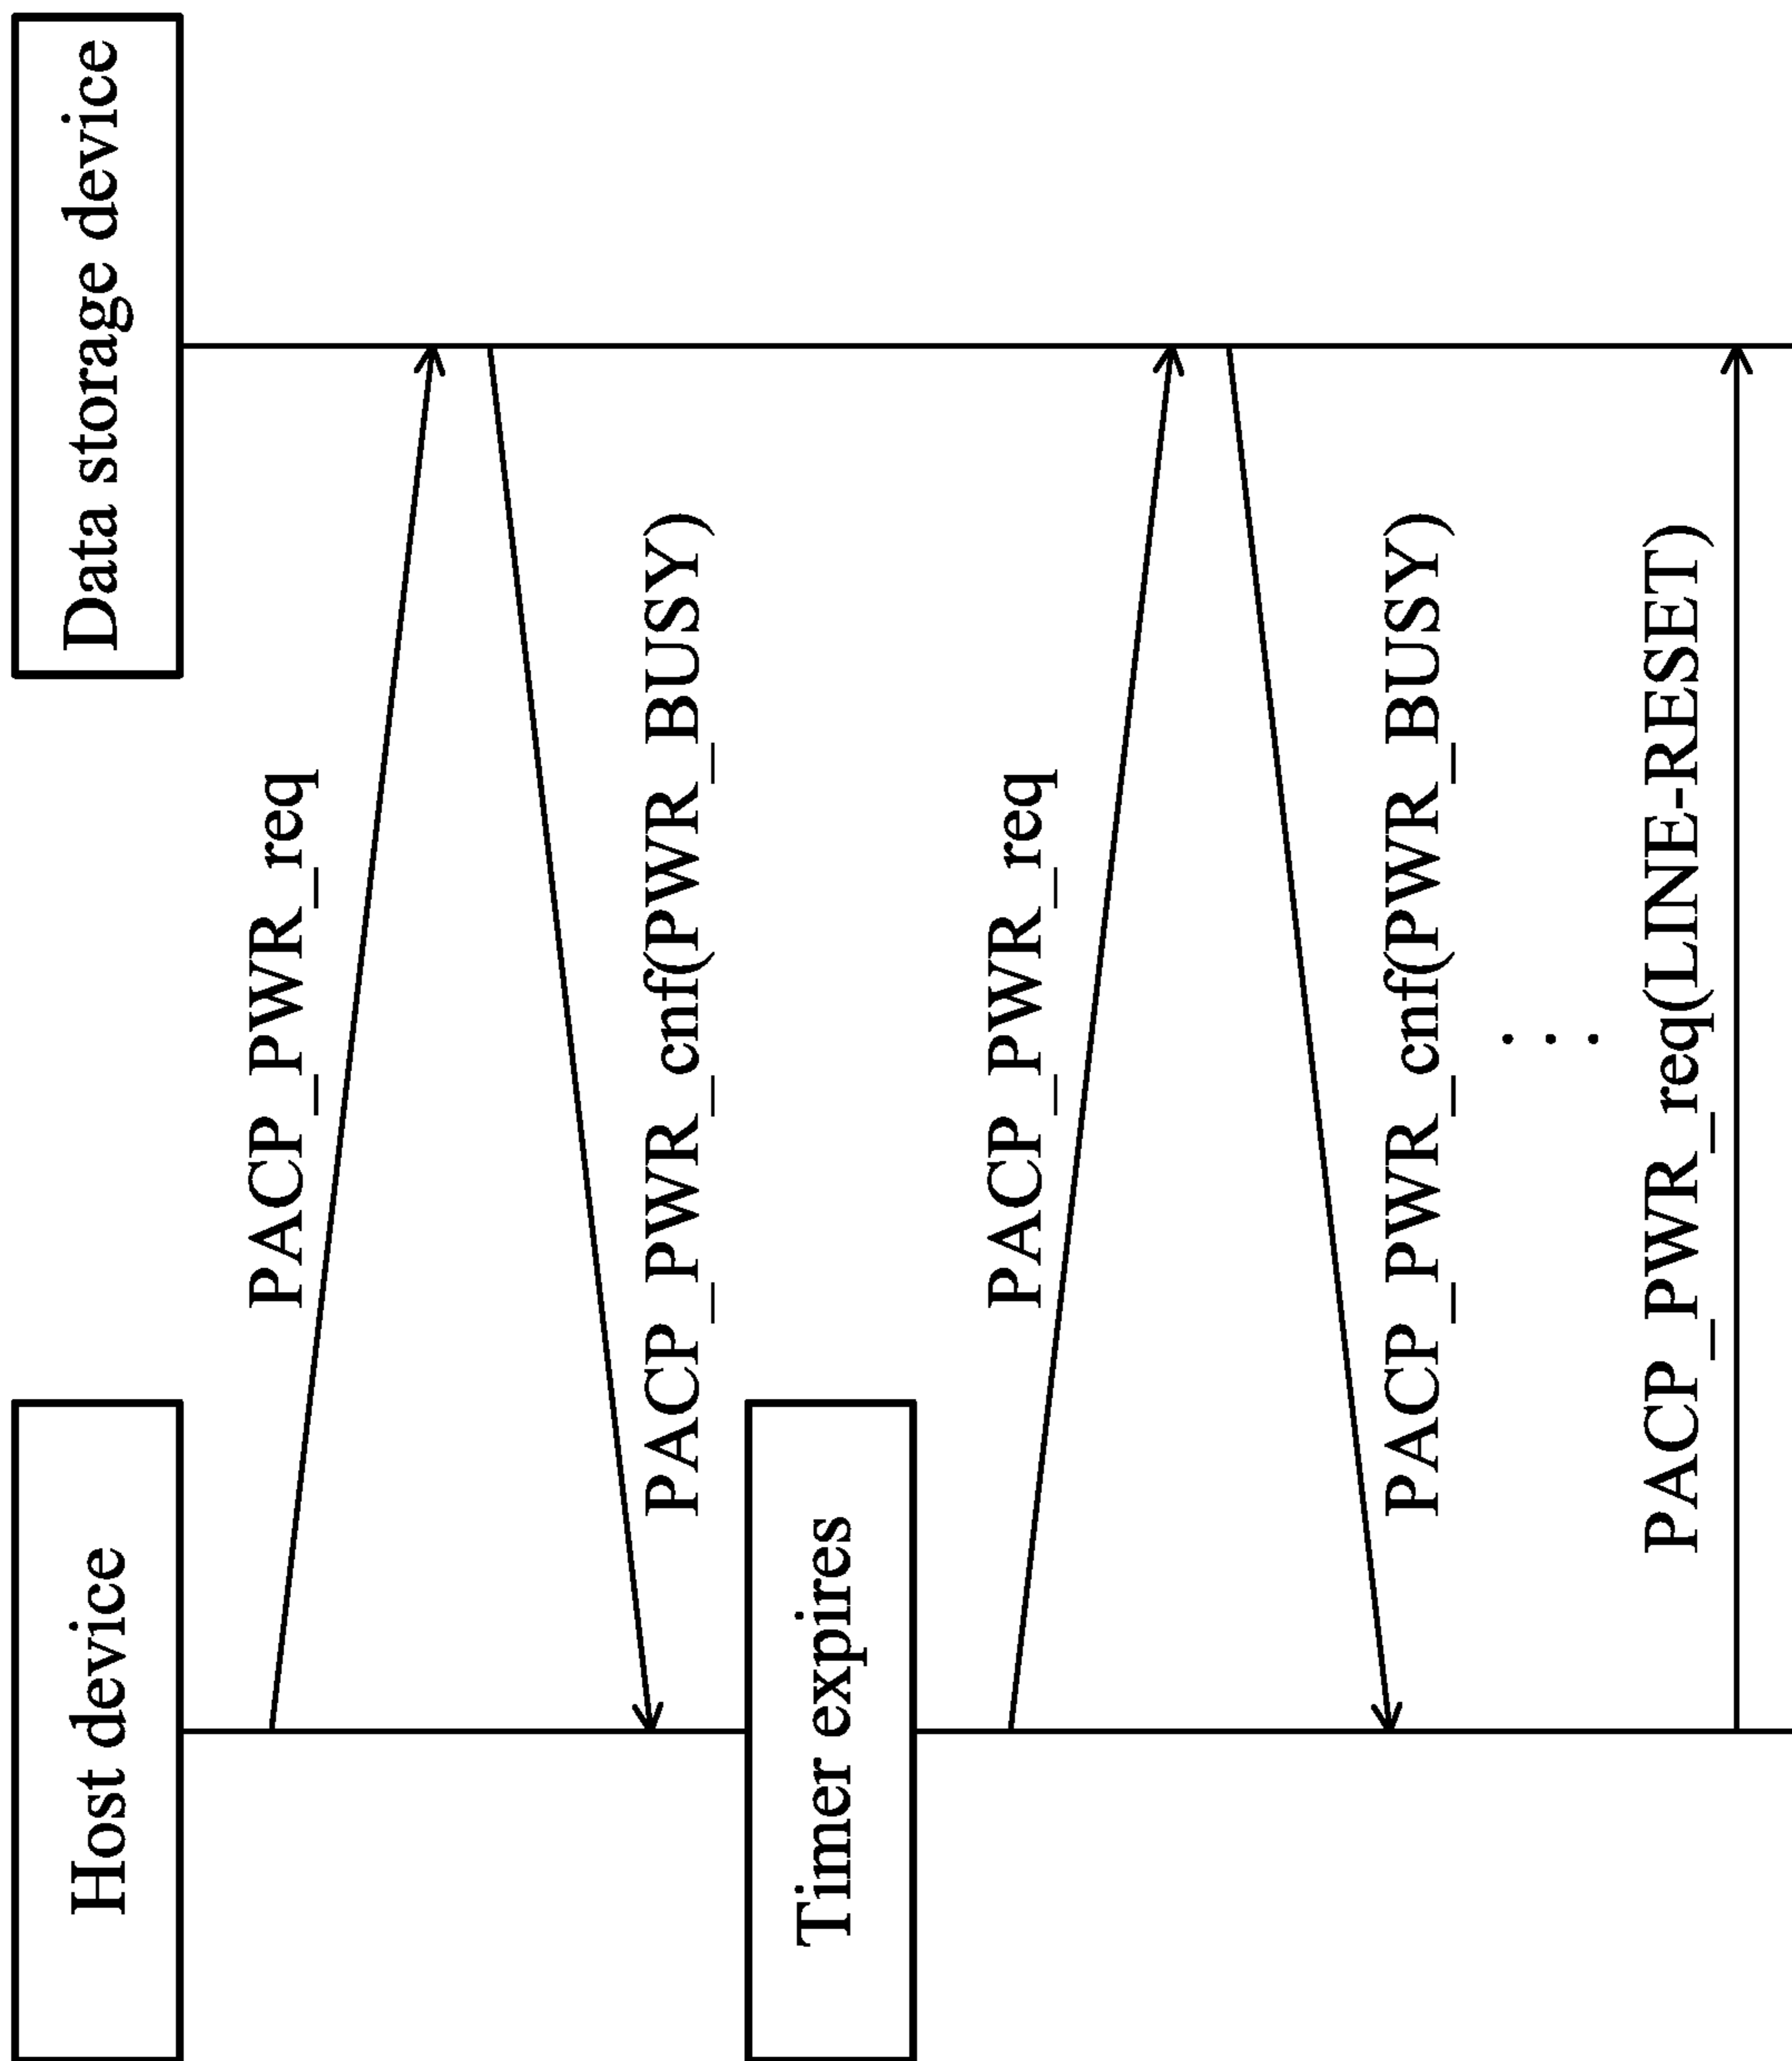 Host device
Data storage device
PACP_PWR_req
PACP_PWR_cnf(PWR_BUSY)
Timer expires
PACP_PWR_req
PACP_PWR_cnf(PWR_BUSY)
...
PACP_PWR_req(LINE-RESET)